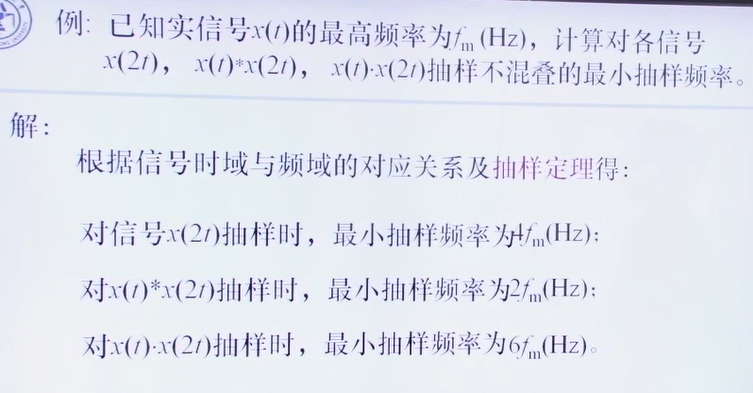 例: 已知实信号x(t)的最高频率为fm (Hz), 计算对各信号
x(2t), x(t)*x(2t), x(t)·x(2t)抽样不混叠的最小抽样频率。
解:
根据信号时域与频域的对应关系及抽样定理得:
对信号x(2t)抽样时, 最小抽样频率为4fm(Hz);
对x(t)*x(2t)抽样时, 最小抽样频率为2fm(Hz);
对x(t)·x(2t)抽样时, 最小抽样频率为6fm(Hz)。